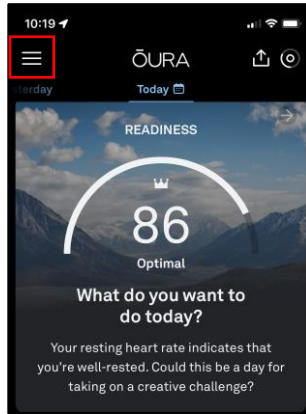 10:19
ŌURA
sterday
Today
READINESS
86
Optimal
What do you want to
do today?
Your resting heart rate indicates that
you're well-rested. Could this be a day for
taking on a creative challenge?